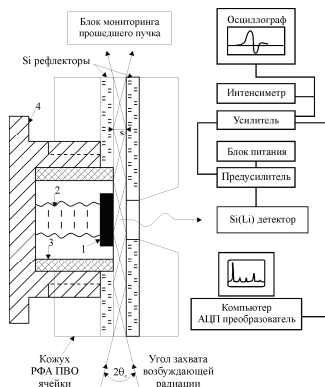 Блок мониторинга
прошедшего пучка
Si рефлекторы
4
s
2
3
1
Кожух
РФА ПВО
ячейки
2θc
Угол захвата
возбуждающей
радиации
Осциллограф
Интенсиметр
Усилитель
Блок питания
Предусилитель
Si(Li) детектор
Компьютер
АЦП преобразователь